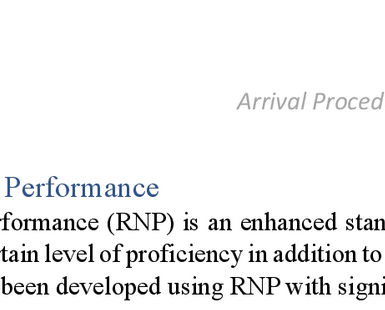 Arrival Proced
Performance
rformance (RNP) is an enhanced stan
rtain level of proficiency in addition to
been developed using RNP with signi